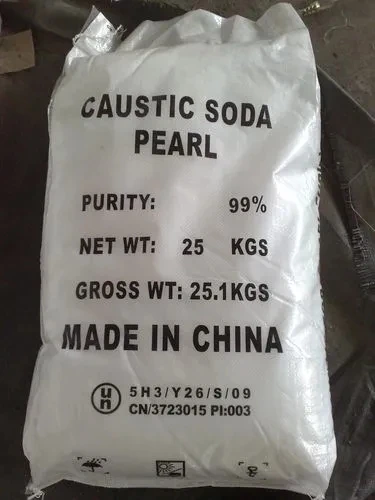 CAUSTIC SODA
PEARL
PURITY: 99%
NET WT: 25 KGS
GROSS WT: 25.1KGS
MADE IN CHINA
un 5H3/Y26/S/09
CN/3723015 PI:003